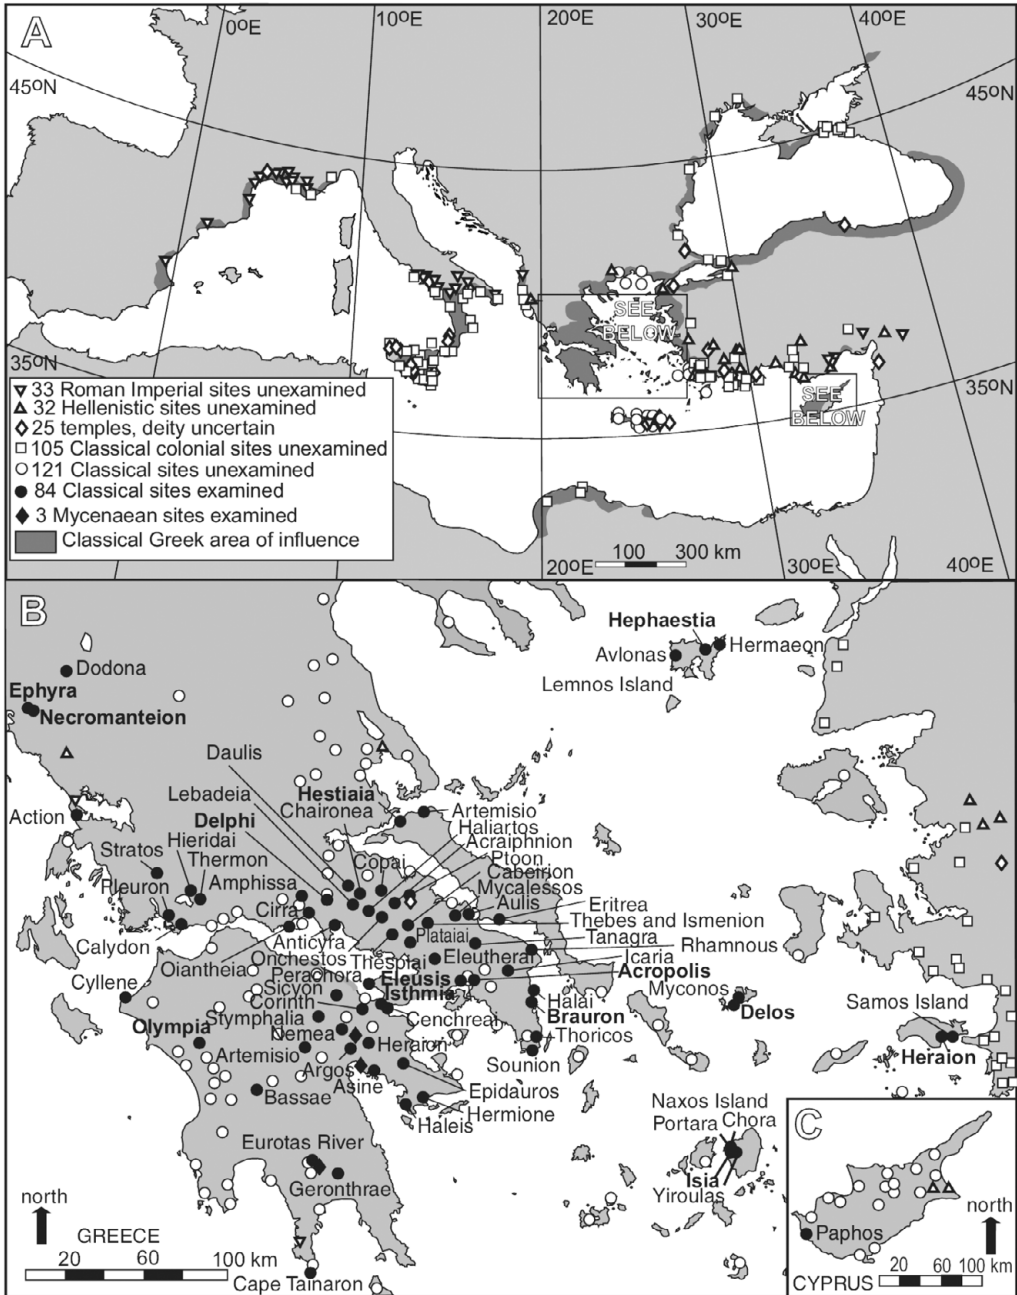 A
0°E
10°E
20°E
30°E
40°E
45°N
45°N
35°N
35°N
SEE
BELOW
SEE
BELOW
33 Roman Imperial sites unexamined
32 Hellenistic sites unexamined
25 temples, deity uncertain
105 Classical colonial sites unexamined
121 Classical sites unexamined
84 Classical sites examined
3 Mycenaean sites examined
Classical Greek area of influence
100 300 km
20°E
30°E
40°E
B
Hephaestia
Avlonas
Hermaeon
Lemnos Island
Dodona
Ephyra
Necromanteion
Daulis
Lebadeia
Hestiaia
Chaironea
Artemisio
Delphi
Haliartos
Action
Hieridai
Acraiphnion
Stratos
Thermon
Copai
Ptoon
Cabeirion
Pleuron
Amphissa
Mycalessos
Aulis
Cirra
Eritrea
Thebes and Ismenion
Plataiai
Tanagra
Calydon
Anticyra
Rhamnous
Oiantheia
Onchestos
Thespiai
Eleutherai
Icaria
Perachora
Eleusis
Acropolis
Cyllene
Sicyon
Isthmia
Myconos
Corinth
Halai
Delos
Samos Island
Stymphalia
Cenchreai
Brauron
Olympia
Nemea
Heraion
Thoricos
Heraion
Artemisio
Argos
Sounion
Asine
Epidauros
Bassae
Hermione
Haleis
Naxos Island
Portara
Chora
Eurotas River
Isia
Yiroulas
Geronthrae
north
GREECE
20 60 100 km
Cape Tainaron
C
Paphos
north
20 60 100 km
CYPRUS